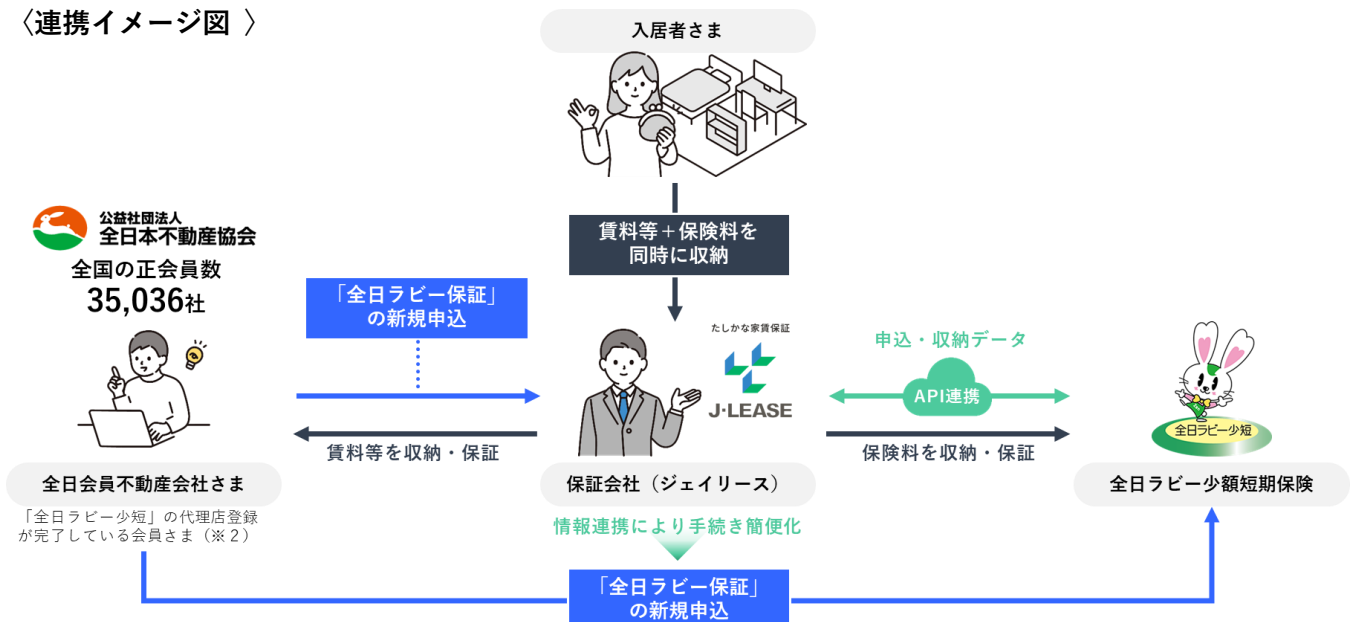 〈連携イメージ図 〉
入居者さま
賃料等＋保険料を
同時に収納
公益社団法人
全日本不動産協会
全国の正会員数
35,036社
「全日ラビー保証」
の新規申込
たしかな家賃保証
J·LEASE
申込・収納データ
API連携
全日ラビー少短
賃料等を収納・保証
保険料を収納・保証
全日会員不動産会社さま
保証会社（ジェイリース）
全日ラビー少額短期保険
「全日ラビー少短」の代理店登録
が完了している会員さま（※２）
情報連携により手続き簡便化
「全日ラビー保証」
の新規申込